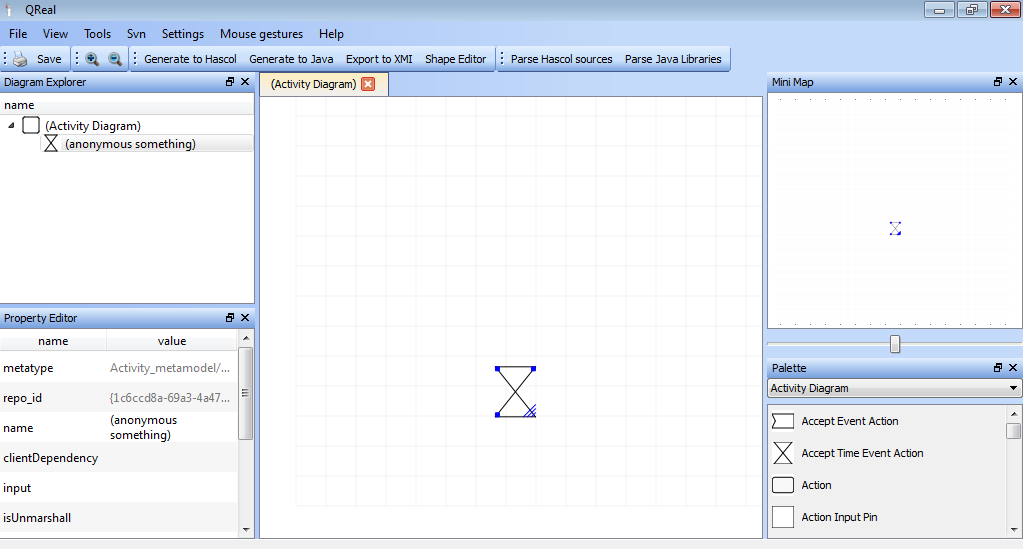 QReal
File View Tools Svn Settings Mouse gestures Help
Save Generate to Hascol Generate to Java Export to XMI Shape Editor Parse Hascol sources Parse Java Libraries
Diagram Explorer
name
(Activity Diagram)
(anonymous something)
Property Editor
name value
metatype Activity_metamodel/...
repo_id {1c6ccd8a-69a3-4a47...
name (anonymous
something)
clientDependency
input
isUnmarshall
(Activity Diagram)
Mini Map
Palette
Activity Diagram
Accept Event Action
Accept Time Event Action
Action
Action Input Pin